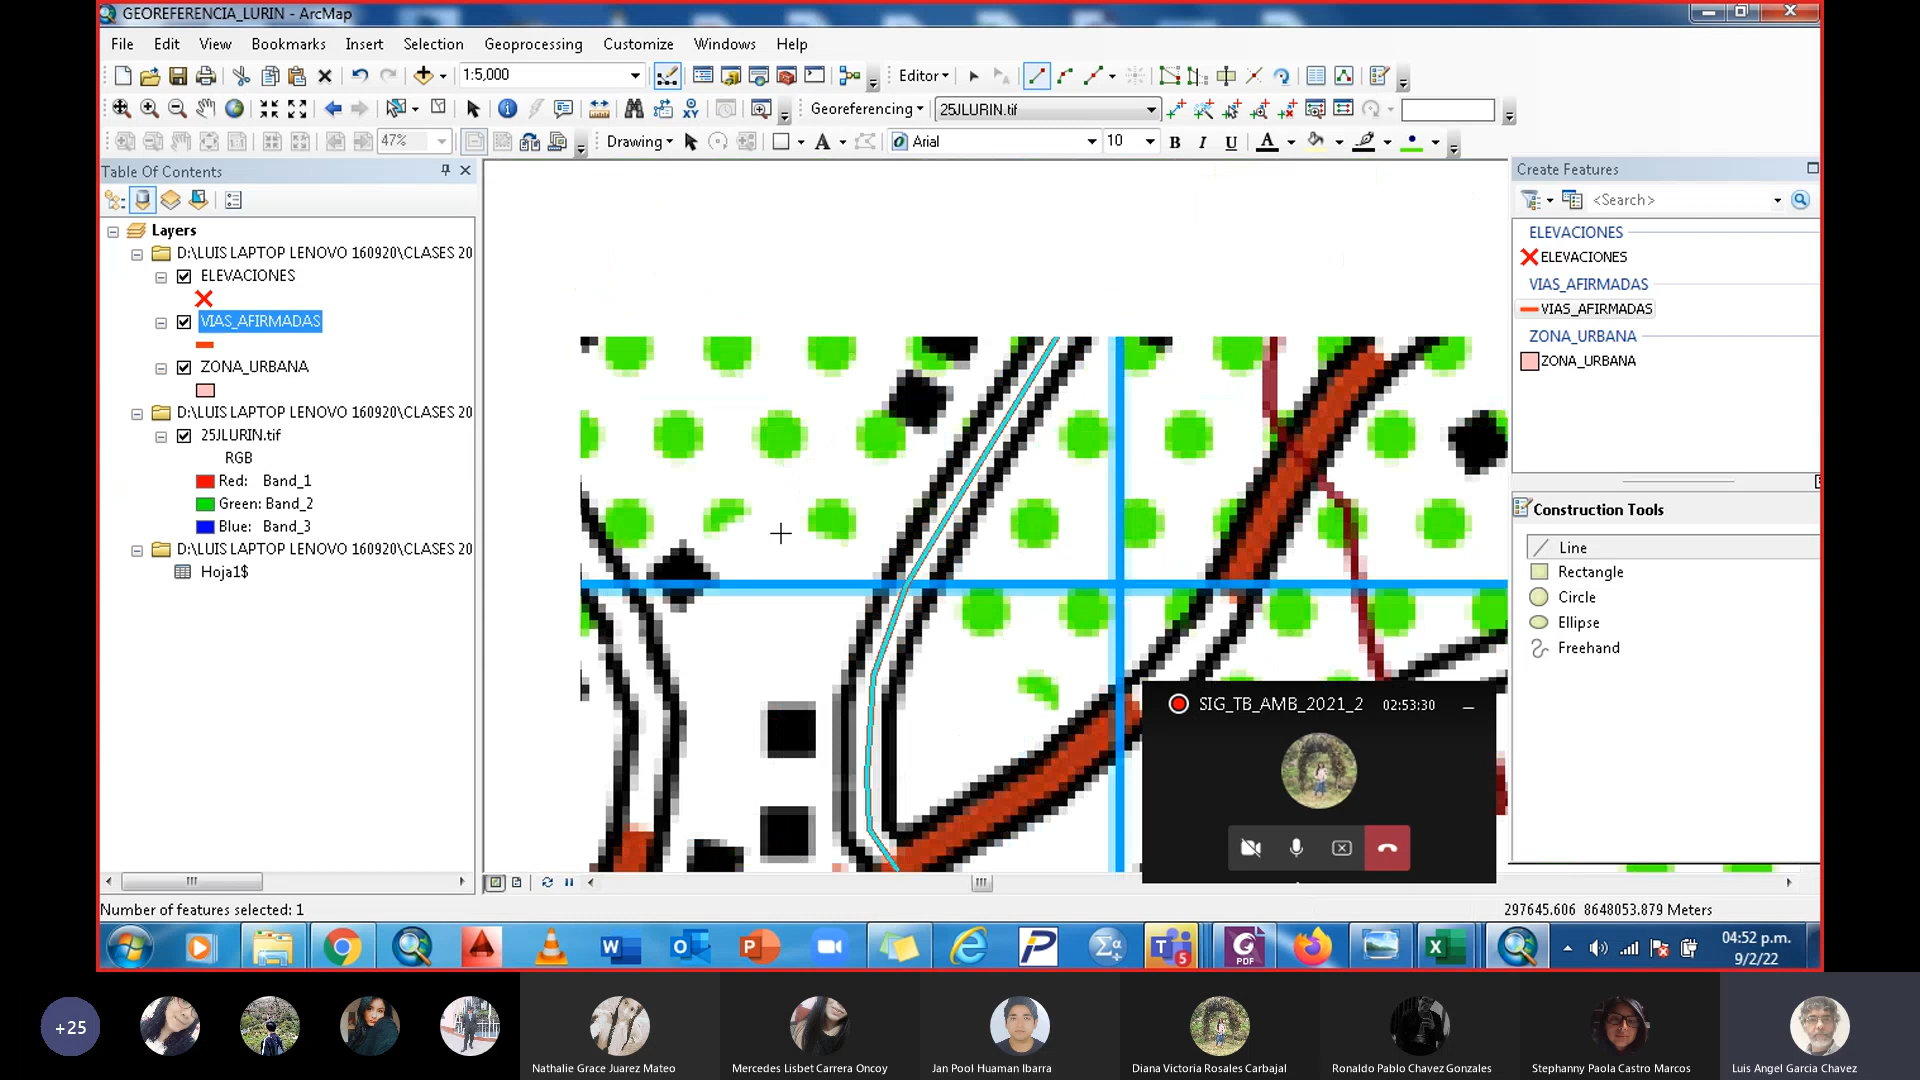 GEOREFERENCIA_LURIN - ArcMap
File Edit View Bookmarks Insert Selection Geoprocessing Customize Windows Help
1:5,000 Editor
Georeferencing 25JLURIN.tif
47% Drawing A Arial 10 B I U A
Table Of Contents
Layers
D:\LUIS LAPTOP LENOVO 160920\CLASES 20
ELEVACIONES
VIAS_AFIRMADAS
ZONA_URBANA
D:\LUIS LAPTOP LENOVO 160920\CLASES 20
25JLURIN.tif
RGB
Red: Band_1
Green: Band_2
Blue: Band_3
D:\LUIS LAPTOP LENOVO 160920\CLASES 20
Hoja1$
Create Features
<Search>
ELEVACIONES
ELEVACIONES
VIAS_AFIRMADAS
VIAS_AFIRMADAS
ZONA_URBANA
ZONA_URBANA
Construction Tools
Line
Rectangle
Circle
Ellipse
Freehand
SIG_TB_AMB_2021_2 02:53:30
Number of features selected: 1
297645.606 8648053.879 Meters
04:52 p.m.
9/2/22
+25
Nathalie Grace Juarez Mateo
Mercedes Lisbet Carrera Oncoy
Jan Pool Huaman Ibarra
Diana Victoria Rosales Carbajal
Ronaldo Pablo Chavez Gonzales
Stephanny Paola Castro Marcos
Luis Angel Garcia Chavez